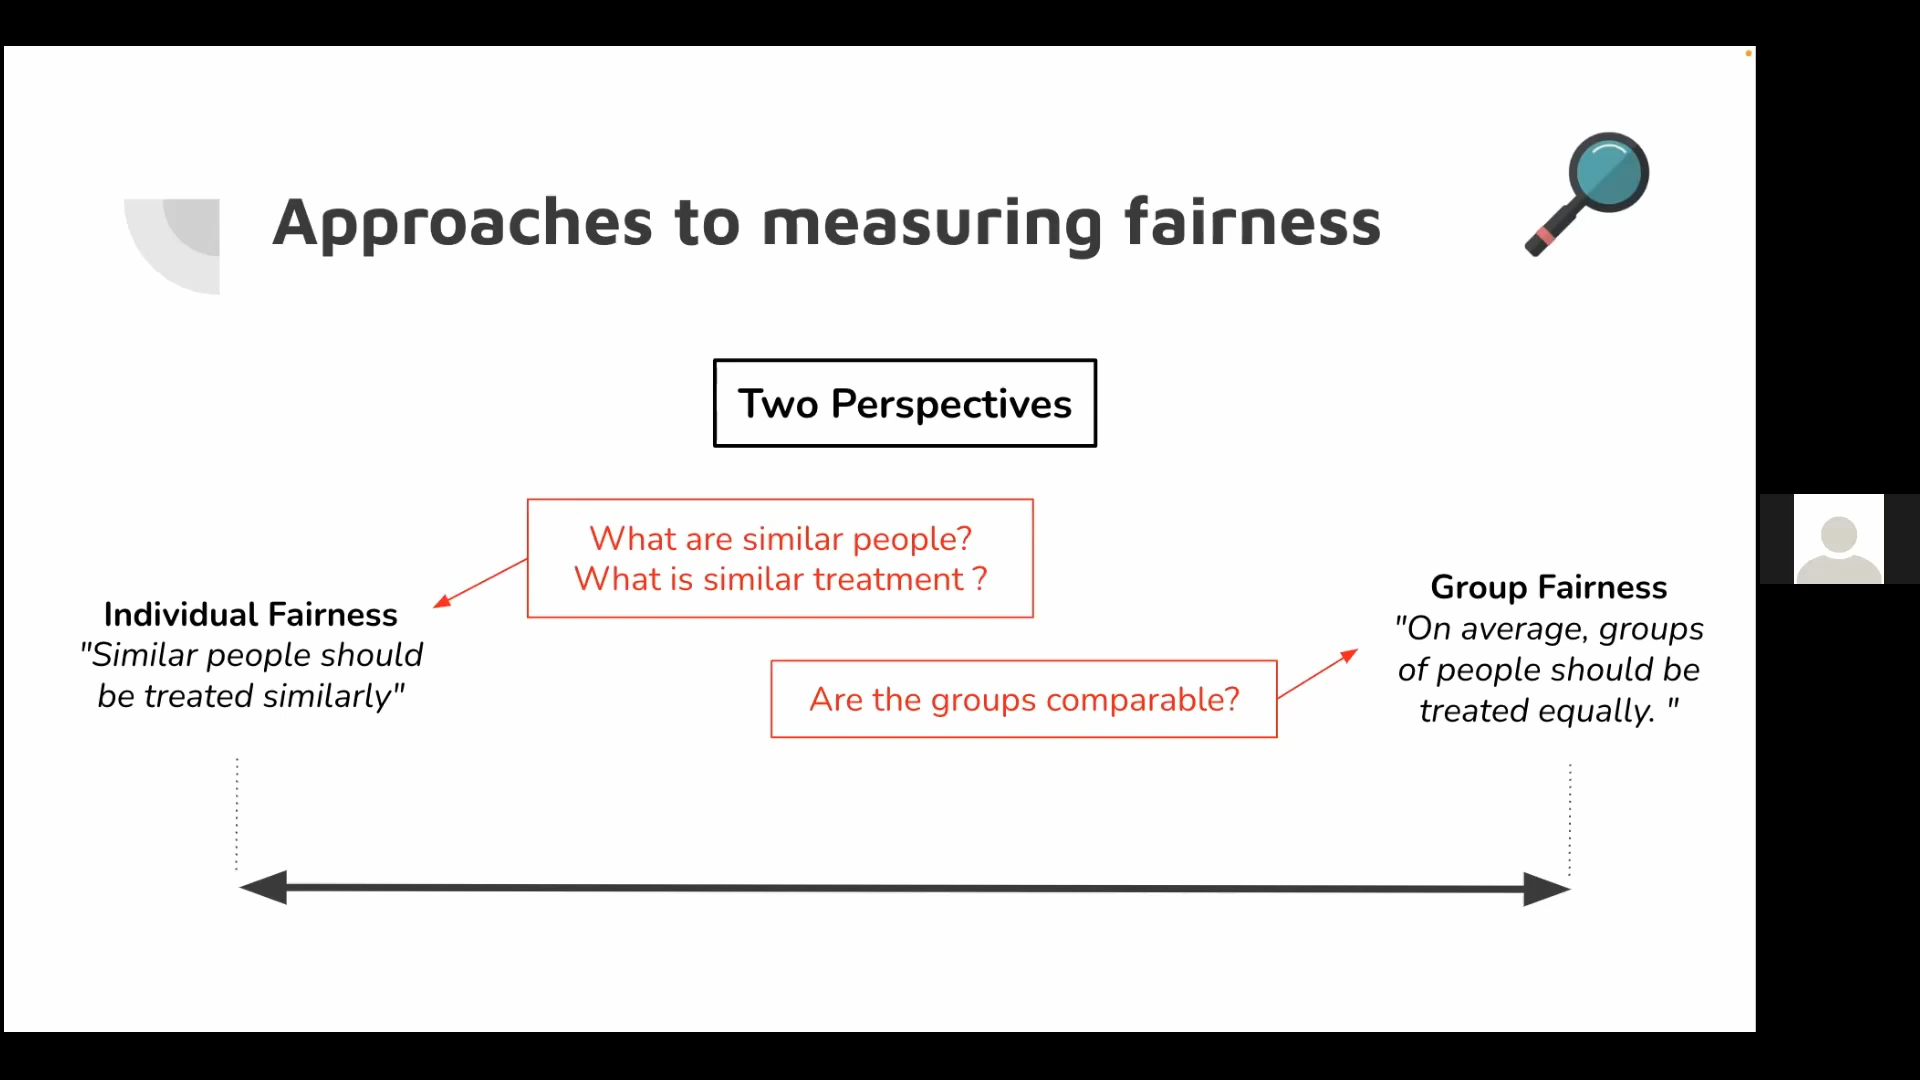 Approaches to measuring fairness
Two Perspectives
What are similar people?
What is similar treatment ?
Individual Fairness
"Similar people should
be treated similarly"
Are the groups comparable?
Group Fairness
"On average, groups
of people should be
treated equally. "